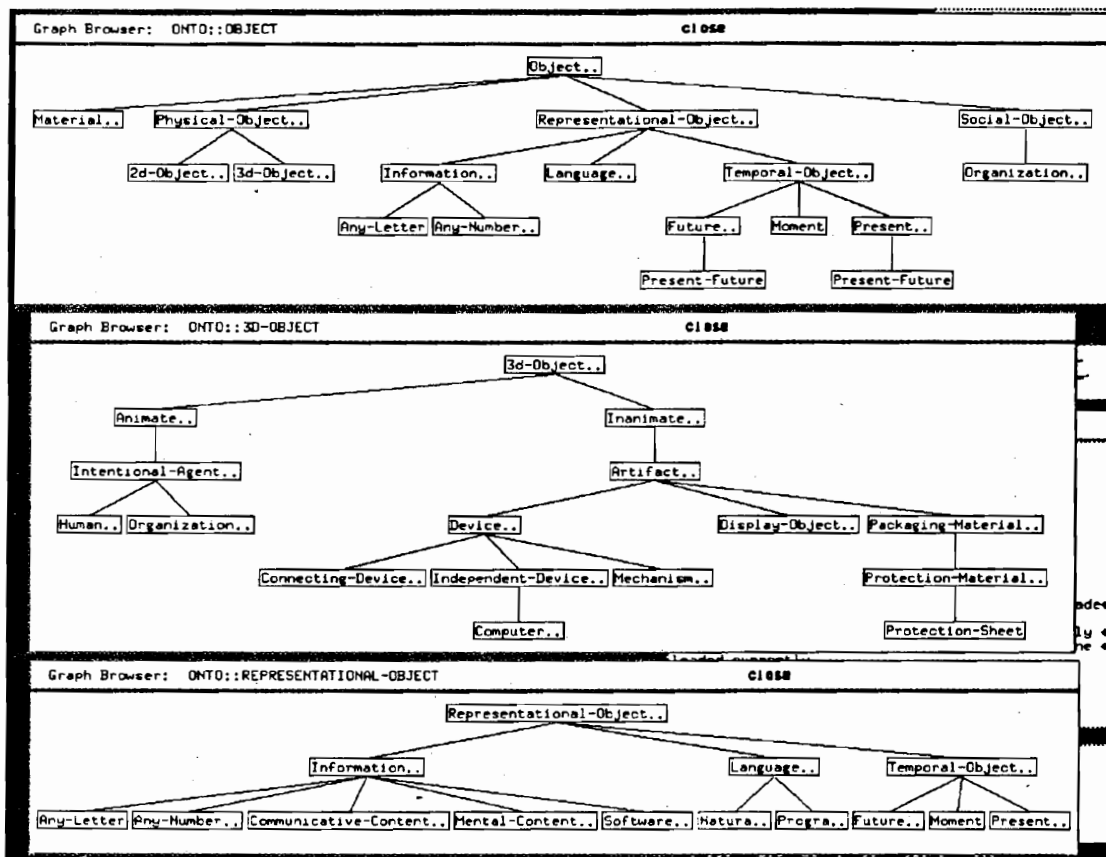 Graph Browser: ONTO::OBJECT close
Object..
Material.. Physical-Object.. Representational-Object.. Social-Object..
2d-Object.. 3d-Object.. Information.. Language.. Temporal-Object.. Organization..
Any-Letter Any-Number.. Future.. Moment Present..
Present-Future Present-Future
Graph Browser: ONTO::3D-OBJECT close
3d-Object..
Animate.. Inanimate..
Intentional-Agent.. Artifact..
Human.. Organization.. Device.. Display-Object.. Packaging-Material..
Connecting-Device.. Independent-Device.. Mechanism.. Protection-Material..
Computer.. Protection-Sheet
Graph Browser: ONTO::REPRESENTATIONAL-OBJECT close
Representational-Object..
Information.. Language.. Temporal-Object..
Any-Letter Any-Number.. Communicative-Content.. Mental-Content.. Software.. Natura.. Progra.. Future.. Moment Present..